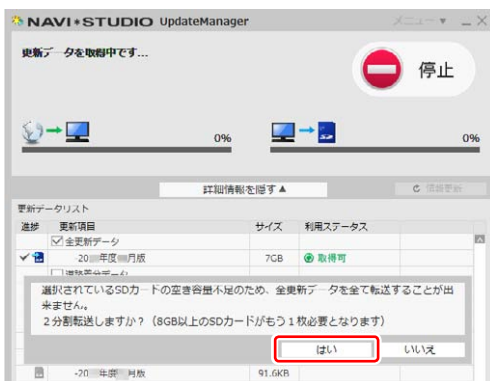 NAVI*STUDIO UpdateManager
メニュー ▼ _ ×
更新データを取得中です...
停止
0%
0%
詳細情報を隠す▲
情報更新
更新データリスト
進捗 更新項目 サイズ 利用ステータス
全更新データ
-20 年度 月版 7GB 取得可
選択されているSDカードの空き容量不足のため、全更新データを全て転送することが出
来ません。
2分割転送しますか？（8GB以上のSDカードがもう1枚必要となります）
はい いいえ
-20 年度 月版 91.6KB